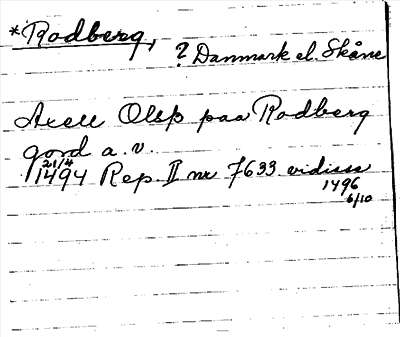 *Rodberg,
? Danmark el. Skåne
Axell Olsß paa Rodberg
gord a. v.
21/4
1494 Rep. II nr 7633 vidisse
1496
6/10